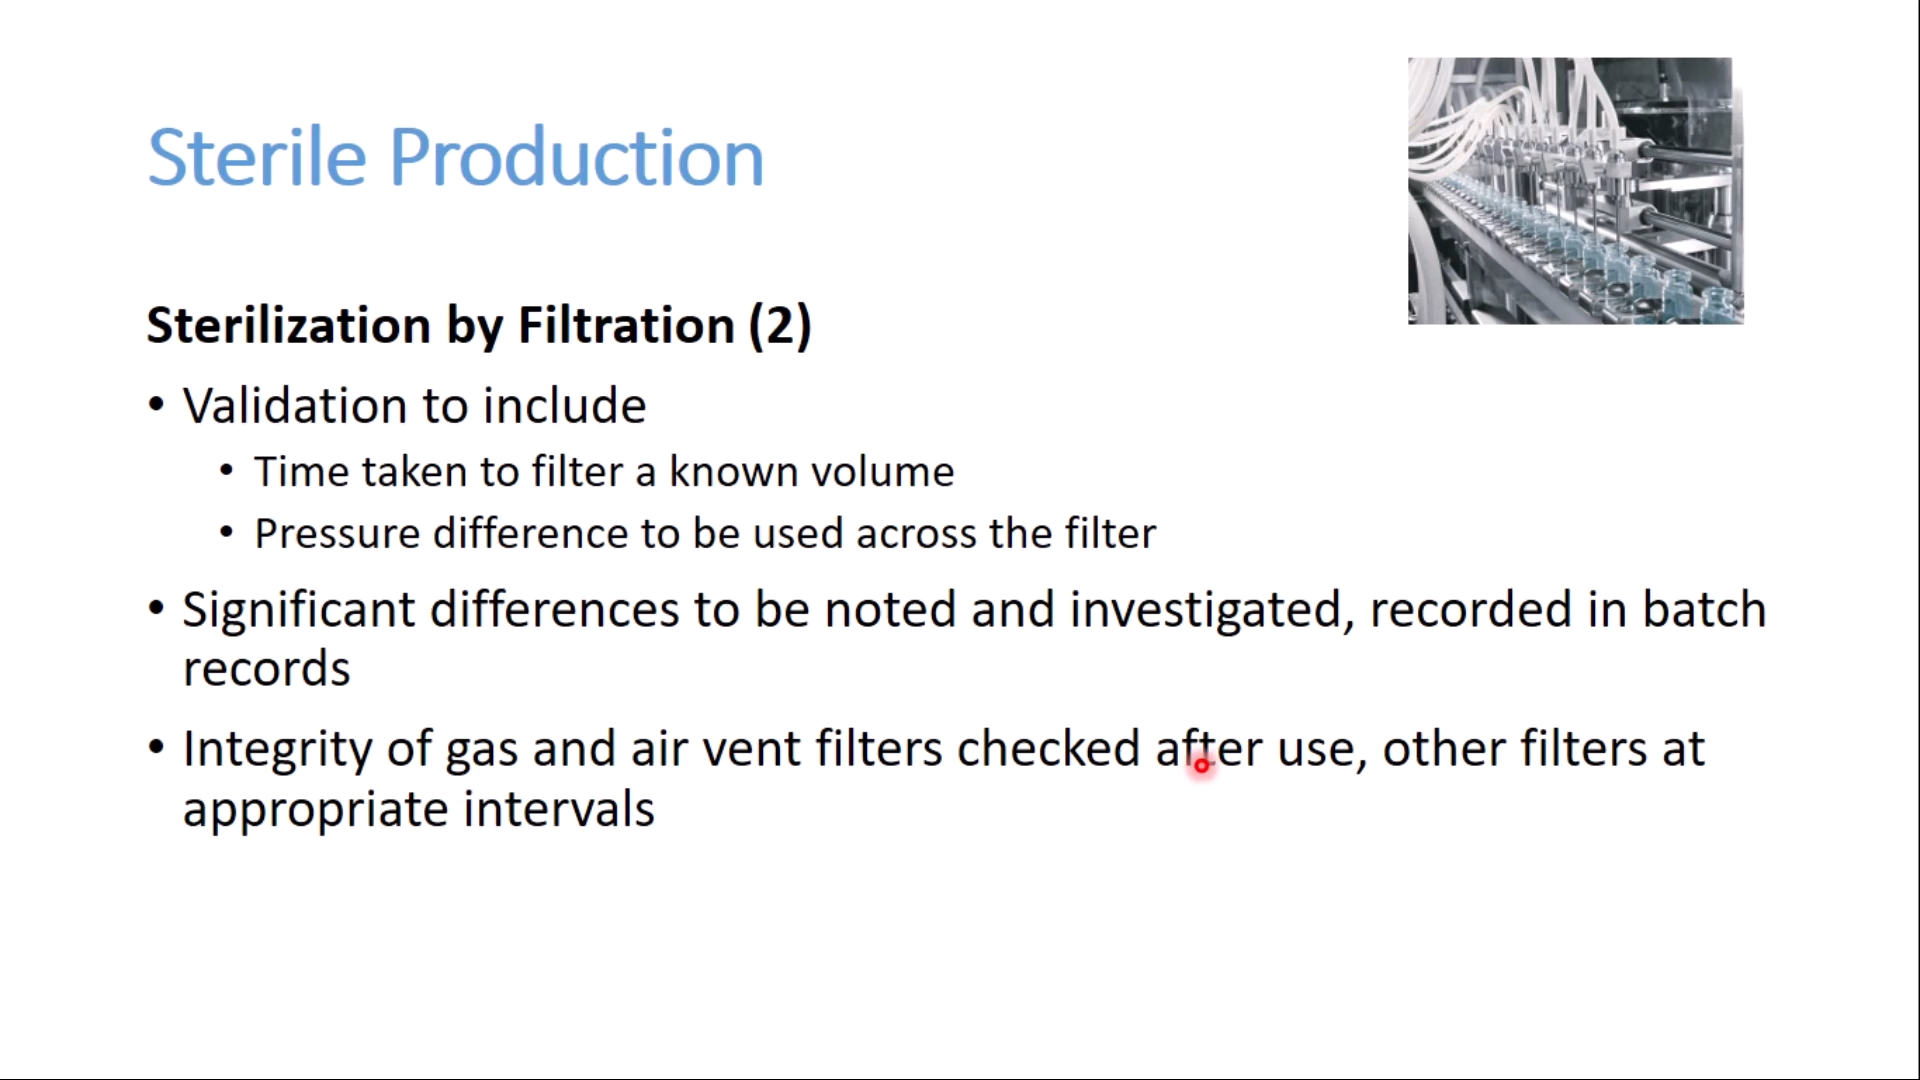 Sterile Production
Sterilization by Filtration (2)
• Validation to include
• Time taken to filter a known volume
• Pressure difference to be used across the filter
• Significant differences to be noted and investigated, recorded in batch
records
• Integrity of gas and air vent filters checked after use, other filters at
appropriate intervals